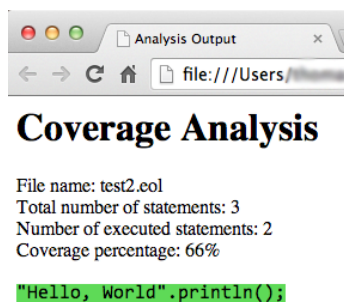 Analysis Output
file:///Users/
Coverage Analysis
File name: test2.eol
Total number of statements: 3
Number of executed statements: 2
Coverage percentage: 66%
"Hello, World".println();